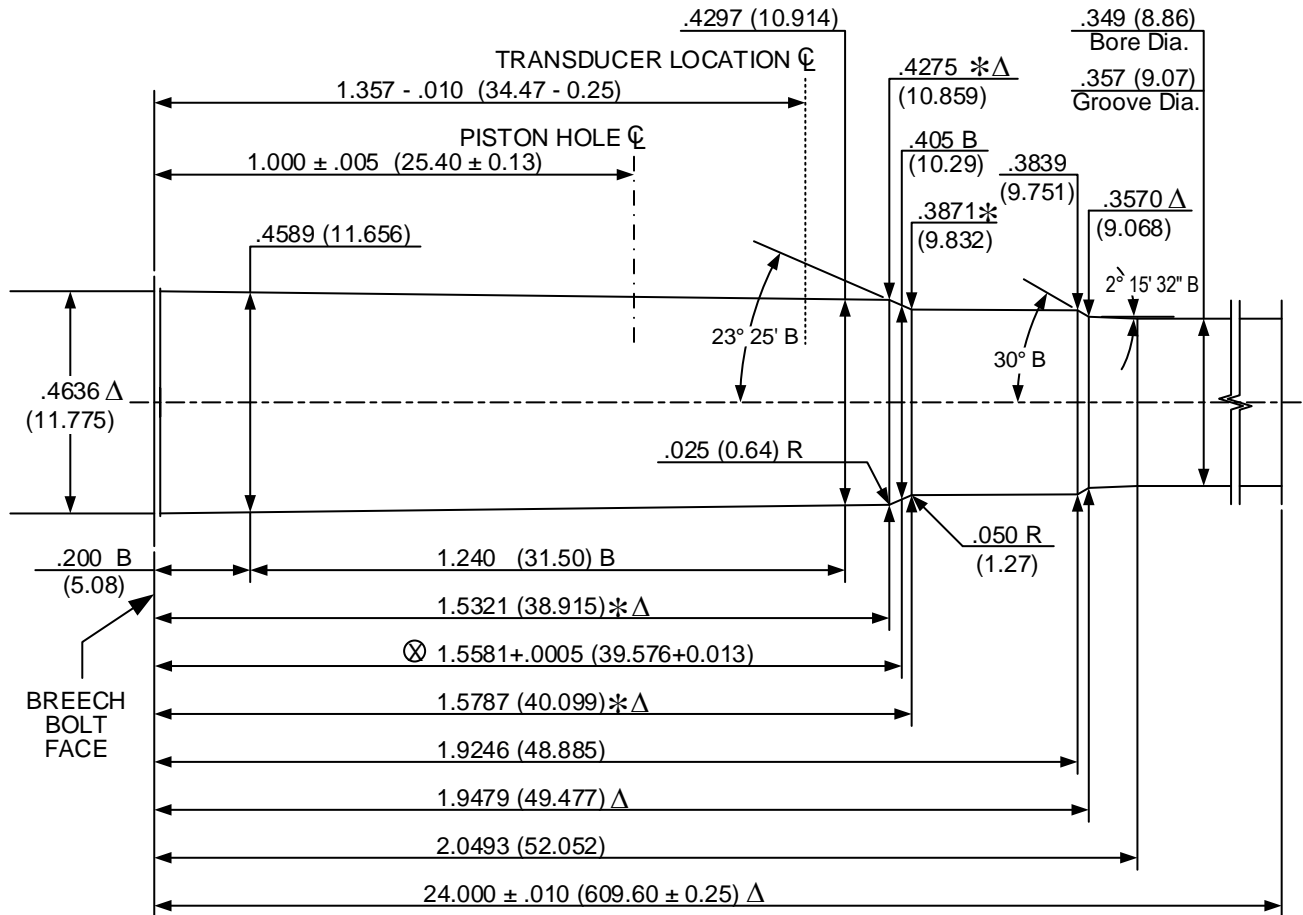 .4297 (10.914)
.349 (8.86)
Bore Dia.
TRANSDUCER LOCATION ℄
.4275 ✻Δ
(10.859)
.357 (9.07)
Groove Dia.
1.357 - .010 (34.47 - 0.25)
PISTON HOLE ℄
.405 B
(10.29)
.3839
(9.751)
1.000 ± .005 (25.40 ± 0.13)
.3871✻
(9.832)
.3570 Δ
(9.068)
.4589 (11.656)
2° 15' 32" B
23° 25' B
30° B
.4636 Δ
(11.775)
.025 (0.64) R
.050 R
(1.27)
.200 B
(5.08)
1.240 (31.50) B
1.5321 (38.915)✻Δ
Ⓧ 1.5581+.0005 (39.576+0.013)
BREECH
BOLT
FACE
1.5787 (40.099)✻Δ
1.9246 (48.885)
1.9479 (49.477) Δ
2.0493 (52.052)
24.000 ± .010 (609.60 ± 0.25) Δ